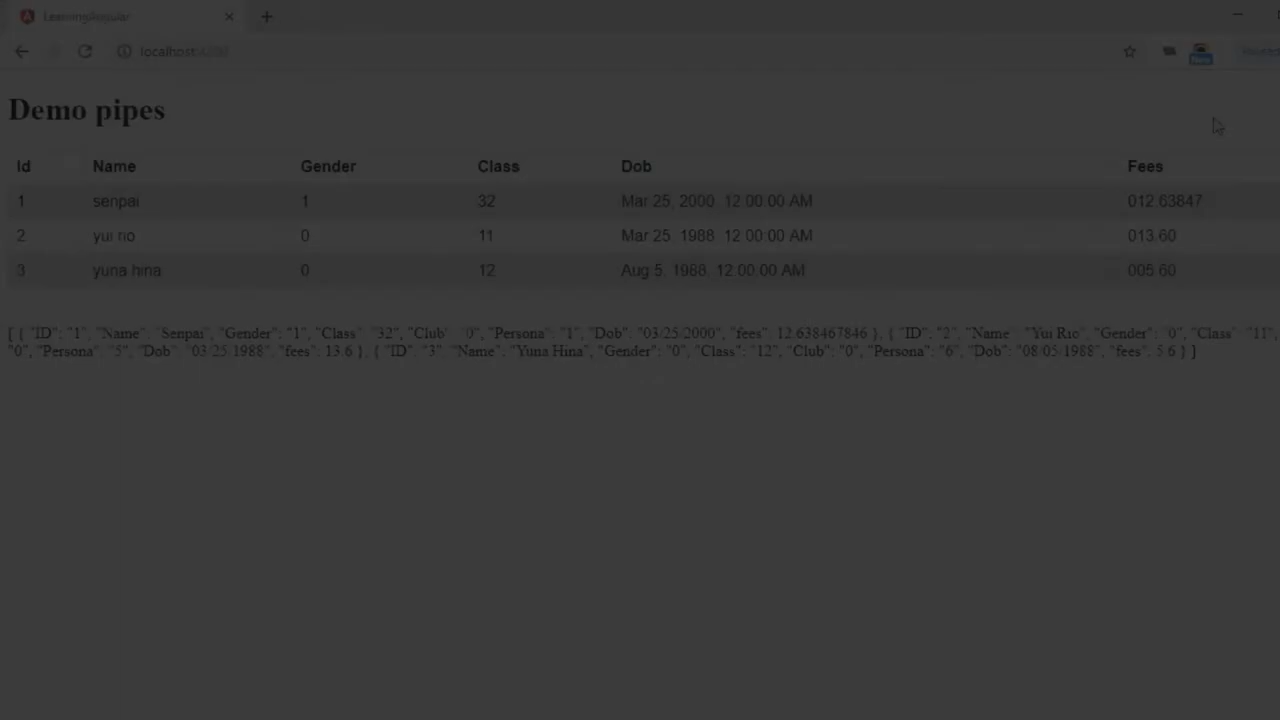 LearningAngular
localhost:4200
Demo pipes
Id Name Gender Class Dob Fees
1 senpai 1 32 Mar 25, 2000, 12:00:00 AM 012.63847
2 yui rio 0 11 Mar 25, 1988, 12:00:00 AM 013.60
3 yuna hina 0 12 Aug 5, 1988, 12:00:00 AM 005.60
[ { "ID": "1", "Name": "Senpai", "Gender": "1", "Class": "32", "Club": "0", "Persona": "1", "Dob": "03/25/2000", "fees": 12.638467846 }, { "ID": "2", "Name": "Yui Rio", "Gender": "0", "Class": "11",
"0", "Persona": "5", "Dob": "03/25/1988", "fees": 13.6 }, { "ID": "3", "Name": "Yuna Hina", "Gender": "0", "Class": "12", "Club": "0", "Persona": "6", "Dob": "08/05/1988", "fees": 5.6 } ]